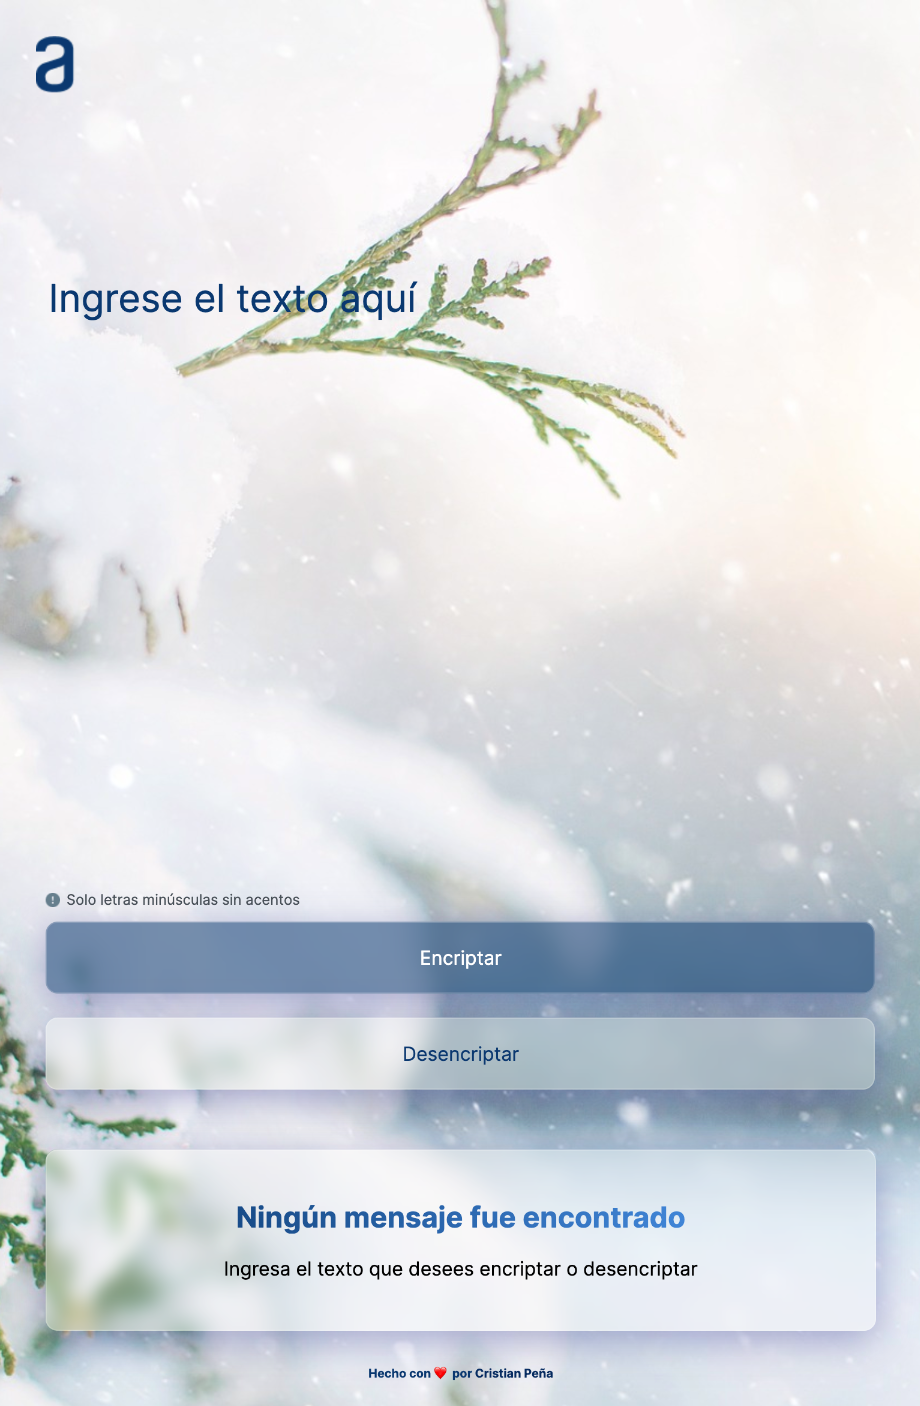 a
Ingrese el texto aquí
Solo letras minúsculas sin acentos
Encriptar
Desencriptar
Ningún mensaje fue encontrado
Ingresa el texto que desees encriptar o desencriptar
Hecho con ❤️ por Cristian Peña